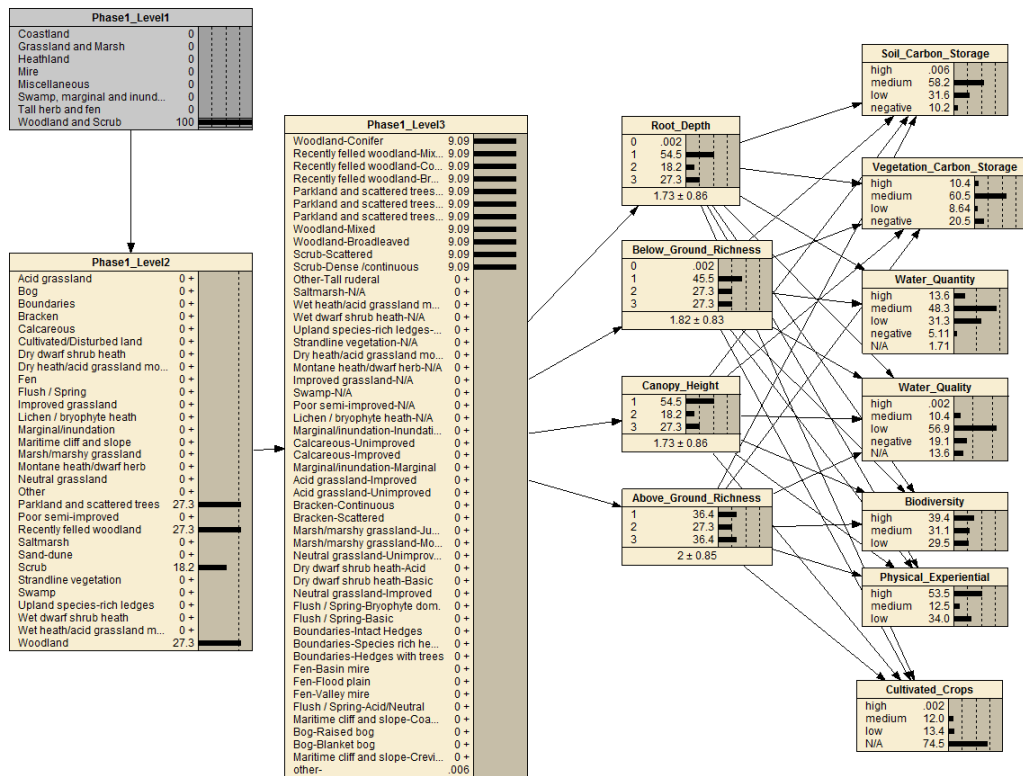 Phase1_Level1
Coastland 0
Grassland and Marsh 0
Heathland 0
Mire 0
Miscellaneous 0
Swamp, marginal and inund... 0
Tall herb and fen 0
Woodland and Scrub 100
Phase1_Level2
Acid grassland 0 +
Bog 0 +
Boundaries 0 +
Bracken 0 +
Calcareous 0 +
Cultivated/Disturbed land 0 +
Dry dwarf shrub heath 0 +
Dry heath/acid grassland mo... 0 +
Fen 0 +
Flush / Spring 0 +
Improved grassland 0 +
Lichen / bryophyte heath 0 +
Marginal/inundation 0 +
Maritime cliff and slope 0 +
Marsh/marshy grassland 0 +
Montane heath/dwarf herb 0 +
Neutral grassland 0 +
Other 0 +
Parkland and scattered trees 27.3
Poor semi-improved 0 +
Recently felled woodland 27.3
Saltmarsh 0 +
Sand-dune 0 +
Scrub 18.2
Strandline vegetation 0 +
Swamp 0 +
Upland species-rich ledges 0 +
Wet dwarf shrub heath 0 +
Wet heath/acid grassland m... 0 +
Woodland 27.3
Phase1_Level3
Woodland-Conifer 9.09
Recently felled woodland-Mix... 9.09
Recently felled woodland-Co... 9.09
Recently felled woodland-Br... 9.09
Parkland and scattered trees... 9.09
Parkland and scattered trees... 9.09
Parkland and scattered trees... 9.09
Woodland-Mixed 9.09
Woodland-Broadleaved 9.09
Scrub-Scattered 9.09
Scrub-Dense /continuous 9.09
Other-Tall ruderal 0 +
Saltmarsh-N/A 0 +
Wet heath/acid grassland m... 0 +
Wet dwarf shrub heath-N/A 0 +
Upland species-rich ledges-... 0 +
Strandline vegetation-N/A 0 +
Dry heath/acid grassland mo... 0 +
Montane heath/dwarf herb-N/A 0 +
Improved grassland-N/A 0 +
Swamp-N/A 0 +
Poor semi-improved-N/A 0 +
Lichen / bryophyte heath-N/A 0 +
Marginal/inundation-Inundati... 0 +
Calcareous-Unimproved 0 +
Calcareous-Improved 0 +
Marginal/inundation-Marginal 0 +
Acid grassland-Improved 0 +
Acid grassland-Unimproved 0 +
Bracken-Continuous 0 +
Bracken-Scattered 0 +
Marsh/marshy grassland-Ju... 0 +
Marsh/marshy grassland-Mo... 0 +
Neutral grassland-Unimprov... 0 +
Dry dwarf shrub heath-Acid 0 +
Dry dwarf shrub heath-Basic 0 +
Neutral grassland-Improved 0 +
Flush / Spring-Bryophyte dom. 0 +
Flush / Spring-Basic 0 +
Boundaries-Intact Hedges 0 +
Boundaries-Species rich he... 0 +
Boundaries-Hedges with trees 0 +
Fen-Basin mire 0 +
Fen-Flood plain 0 +
Fen-Valley mire 0 +
Flush / Spring-Acid/Neutral 0 +
Maritime cliff and slope-Coa... 0 +
Bog-Raised bog 0 +
Bog-Blanket bog 0 +
Maritime cliff and slope-Crevi... 0 +
other- .006
Root_Depth
0 .002
1 54.5
2 18.2
3 27.3
1.73 ± 0.86
Below_Ground_Richness
0 .002
1 45.5
2 27.3
3 27.3
1.82 ± 0.83
Canopy_Height
1 54.5
2 18.2
3 27.3
1.73 ± 0.86
Above_Ground_Richness
1 36.4
2 27.3
3 36.4
2 ± 0.85
Soil_Carbon_Storage
high .006
medium 58.2
low 31.6
negative 10.2
Vegetation_Carbon_Storage
high 10.4
medium 60.5
low 8.64
negative 20.5
Water_Quantity
high 13.6
medium 48.3
low 31.3
negative 5.11
N/A 1.71
Water_Quality
high .002
medium 10.4
low 56.9
negative 19.1
N/A 13.6
Biodiversity
high 39.4
medium 31.1
low 29.5
Physical_Experiential
high 53.5
medium 12.5
low 34.0
Cultivated_Crops
high .002
medium 12.0
low 13.4
N/A 74.5